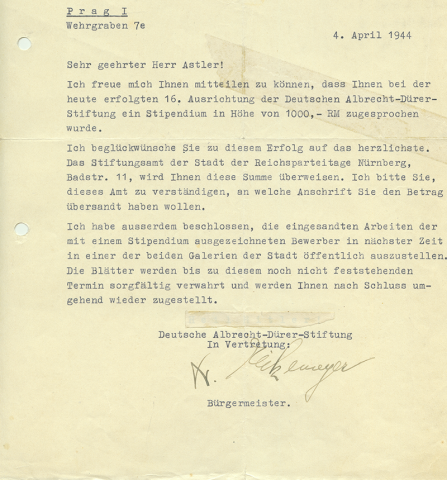 Prag I
Wehrgraben 7e
4. April 1944
Sehr geehrter Herr Astler!
Ich freue mich Ihnen mitteilen zu können, dass Ihnen bei der
heute erfolgten 16. Ausrichtung der Deutschen Albrecht-Dürer-
Stiftung ein Stipendium in Höhe von 1000,- RM zugesprochen
wurde.
Ich beglückwünsche Sie zu diesem Erfolg auf das herzlichste.
Das Stiftungsamt der Stadt der Reichsparteitage Nürnberg,
Badstr. 11, wird Ihnen diese Summe überweisen. Ich bitte Sie,
dieses Amt zu verständigen, an welche Anschrift Sie den Betrag
übersandt haben wollen.
Ich habe ausserdem beschlossen, die eingesandten Arbeiten der
mit einem Stipendium ausgezeichneten Bewerber in nächster Zeit
in einer der beiden Galerien der Stadt öffentlich auszustellen.
Die Blätter werden bis zu diesem noch nicht feststehenden
Termin sorgfältig verwahrt und werden Ihnen nach Schluss um-
gehend wieder zugestellt.
Deutsche Albrecht-Dürer-Stiftung
In Vertretung:
Bürgermeister.